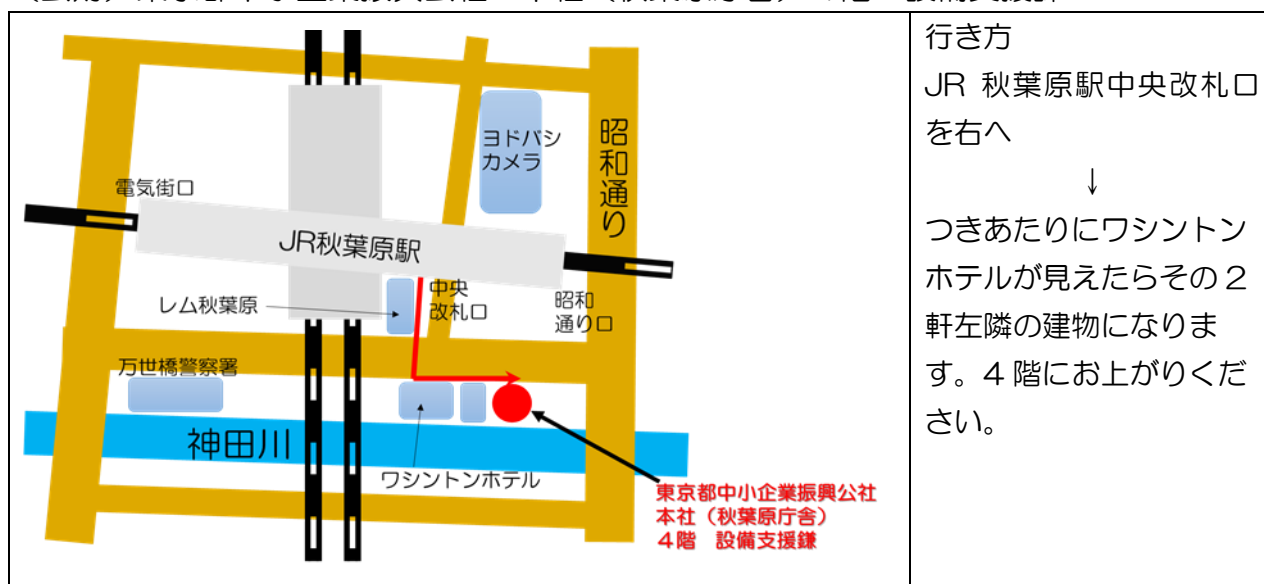 ヨドバシ
カメラ
昭和通り
電気街口
JR秋葉原駅
中央
改札口
昭和
通り口
レム秋葉原
万世橋警察署
神田川
ワシントンホテル
東京都中小企業振興公社
本社（秋葉原庁舎）
4階　設備支援鎌
行き方
JR 秋葉原駅中央改札口
を右へ
↓
つきあたりにワシントン
ホテルが見えたらその２
軒左隣の建物になりま
す。4 階にお上がりくだ
さい。